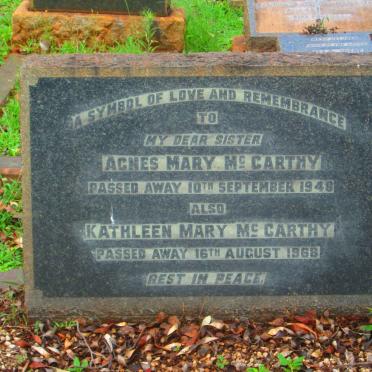 A SYMBOL OF LOVE AND REMEMBRANCE
TO
MY DEAR SISTER
AGNES MARY McCARTHY
PASSED AWAY 10TH SEPTEMBER 1948
ALSO
KATHLEEN MARY McCARTHY
PASSED AWAY 16TH AUGUST 1968
REST IN PEACE